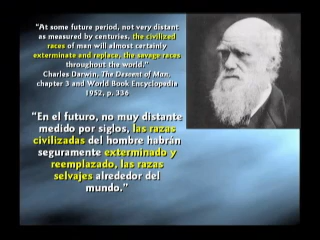 "At some future period, not very distant
as measured by centuries, the civilized
races of man will almost certainly
exterminate and replace, the savage races
throughout the world."
Charles Darwin, The Descent of Man,
chapter 3 and World Book Encyclopedia
1952, p. 336
"En el futuro, no muy distante
medido por siglos, las razas
civilizadas del hombre habrán
seguramente exterminado y
reemplazado, las razas
selvajes alrededor del
mundo."